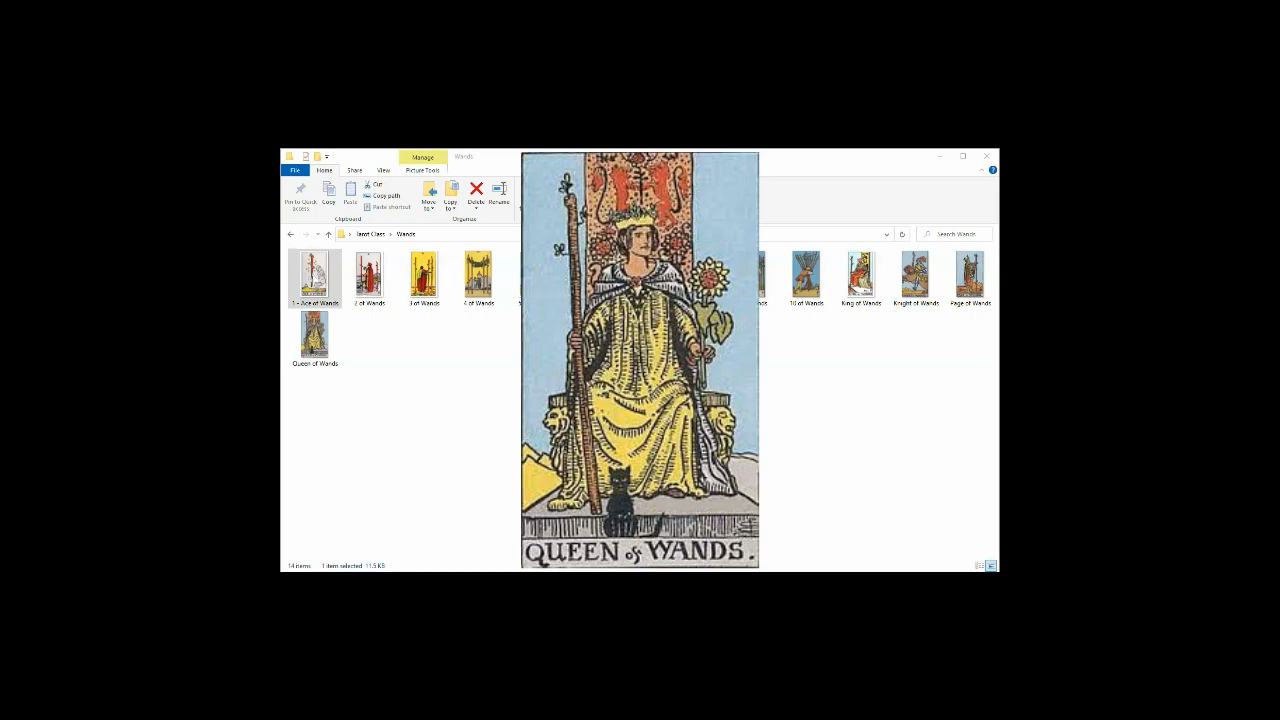 Manage
Wands
File
Home
Share
View
Picture Tools
Pin to Quick access
Copy
Paste
Cut
Copy path
Paste shortcut
Move to
Copy to
Delete
Rename
Clipboard
Organize
Tarot Class > Wands
Search Wands
1 - Ace of Wands
2 of Wands
3 of Wands
4 of Wands
10 of Wands
King of Wands
Knight of Wands
Page of Wands
Queen of Wands
QUEEN of WANDS.
14 items
1 item selected 11.5 KB